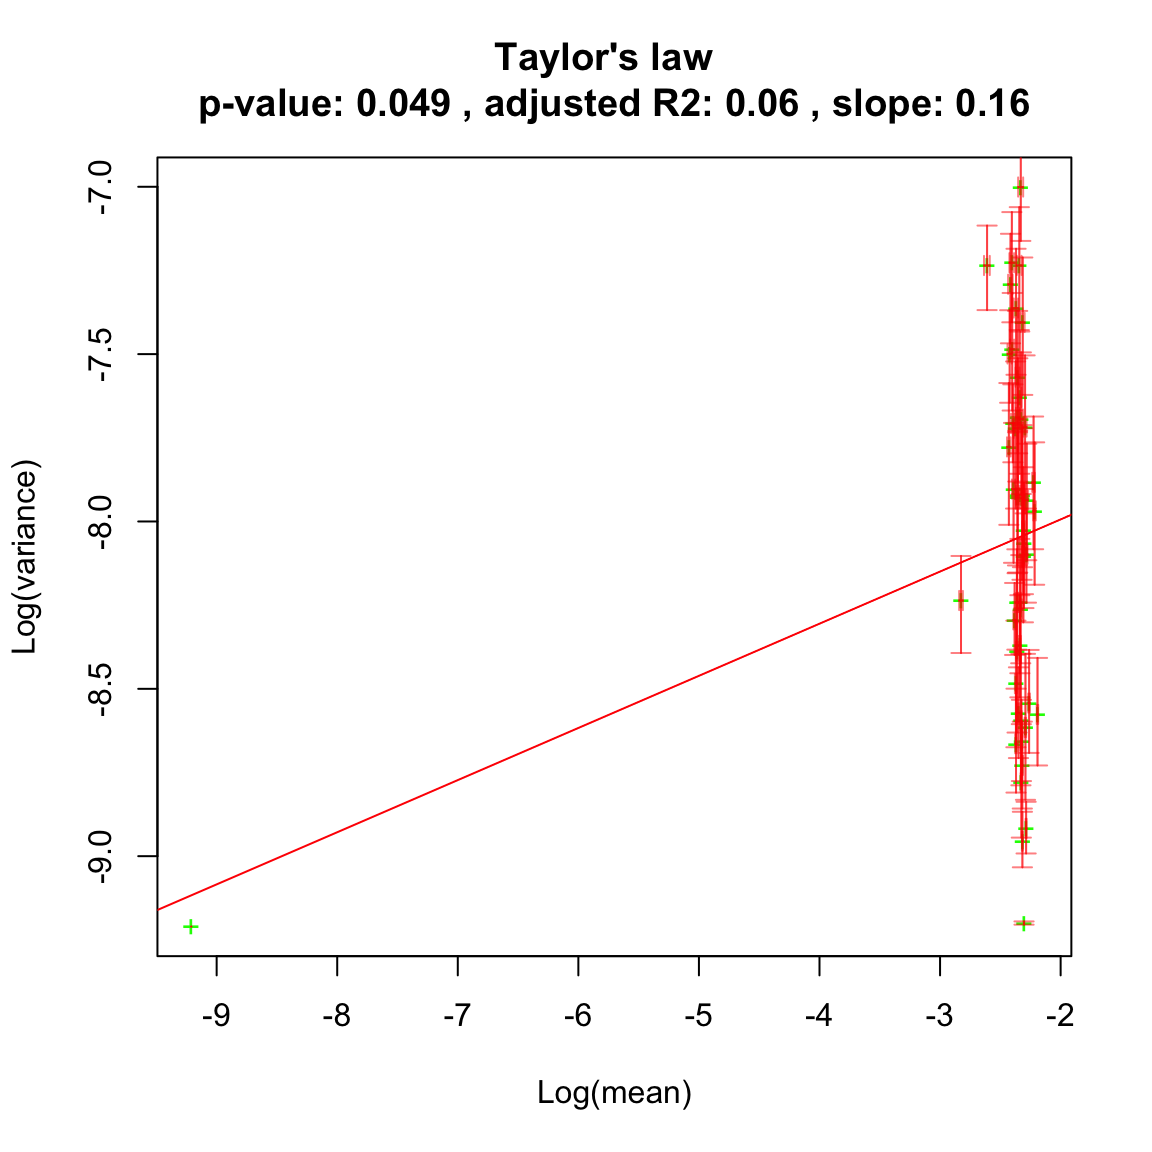 Taylor's law
p-value: 0.049 , adjusted R2: 0.06 , slope: 0.16
-7.0
-7.5
-8.0
-8.5
-9.0
Log(variance)
-9 -8 -7 -6 -5 -4 -3 -2
Log(mean)